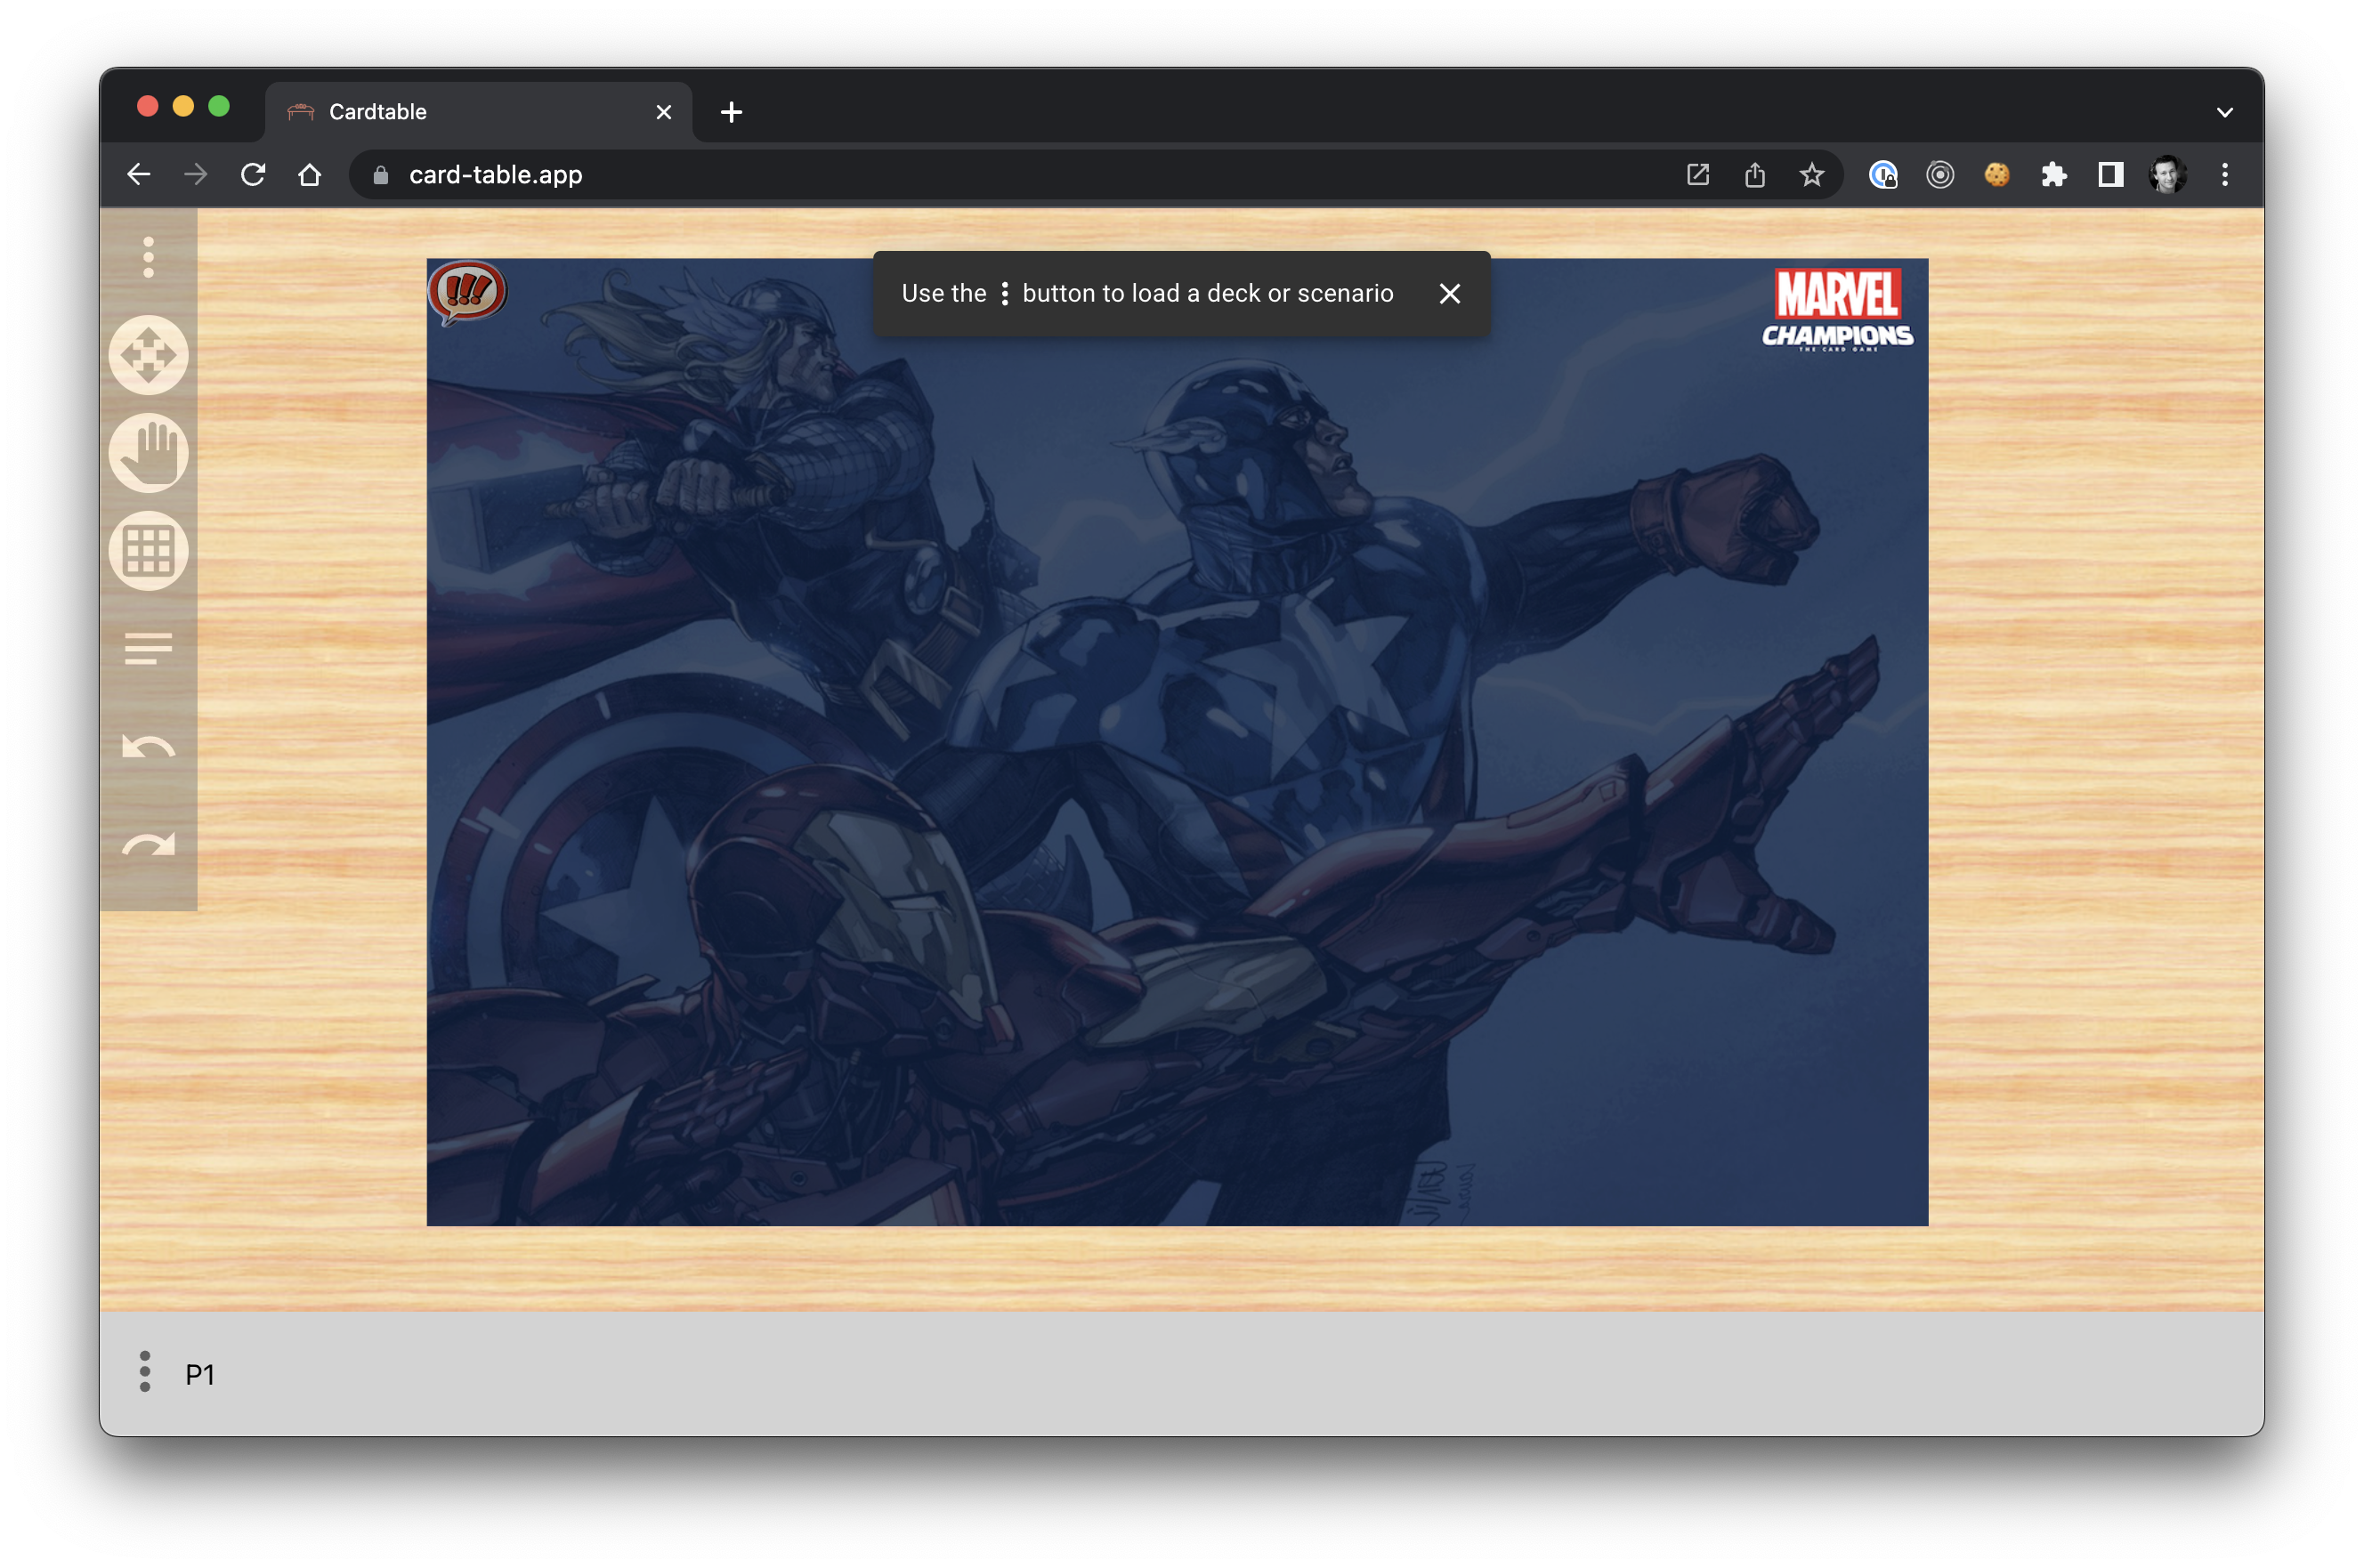 Cardtable
card-table.app
Use the ⋮ button to load a deck or scenario
!!!
MARVEL
CHAMPIONS
THE CARD GAME
P1